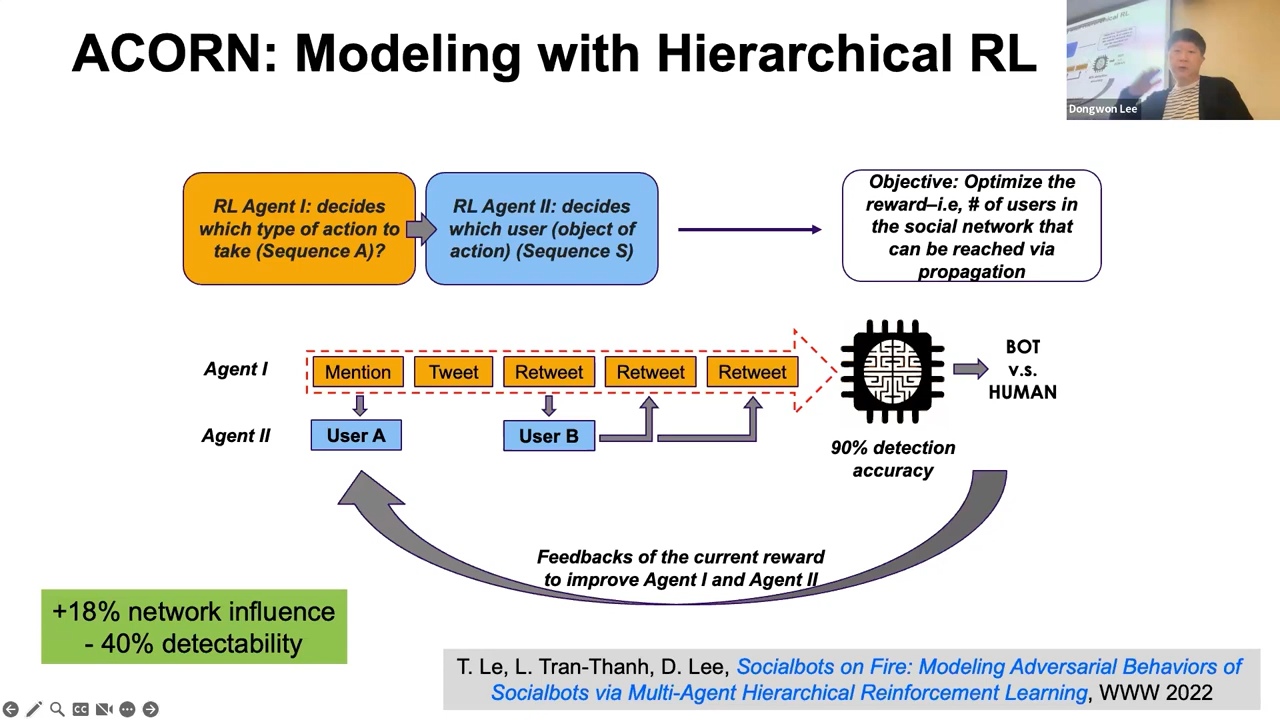 ACORN: Modeling with Hierarchical RL
Dongwon Lee
RL Agent I: decides
which type of action to
take (Sequence A)?
RL Agent II: decides
which user (object of
action) (Sequence S)
Objective: Optimize the
reward–i.e, # of users in
the social network that
can be reached via
propagation
Agent I
Mention
Tweet
Retweet
Retweet
Retweet
BOT
v.s.
HUMAN
Agent II
User A
User B
90% detection
accuracy
Feedbacks of the current reward
to improve Agent I and Agent II
+18% network influence
- 40% detectability
T. Le, L. Tran-Thanh, D. Lee, Socialbots on Fire: Modeling Adversarial Behaviors of
Socialbots via Multi-Agent Hierarchical Reinforcement Learning, WWW 2022
CC